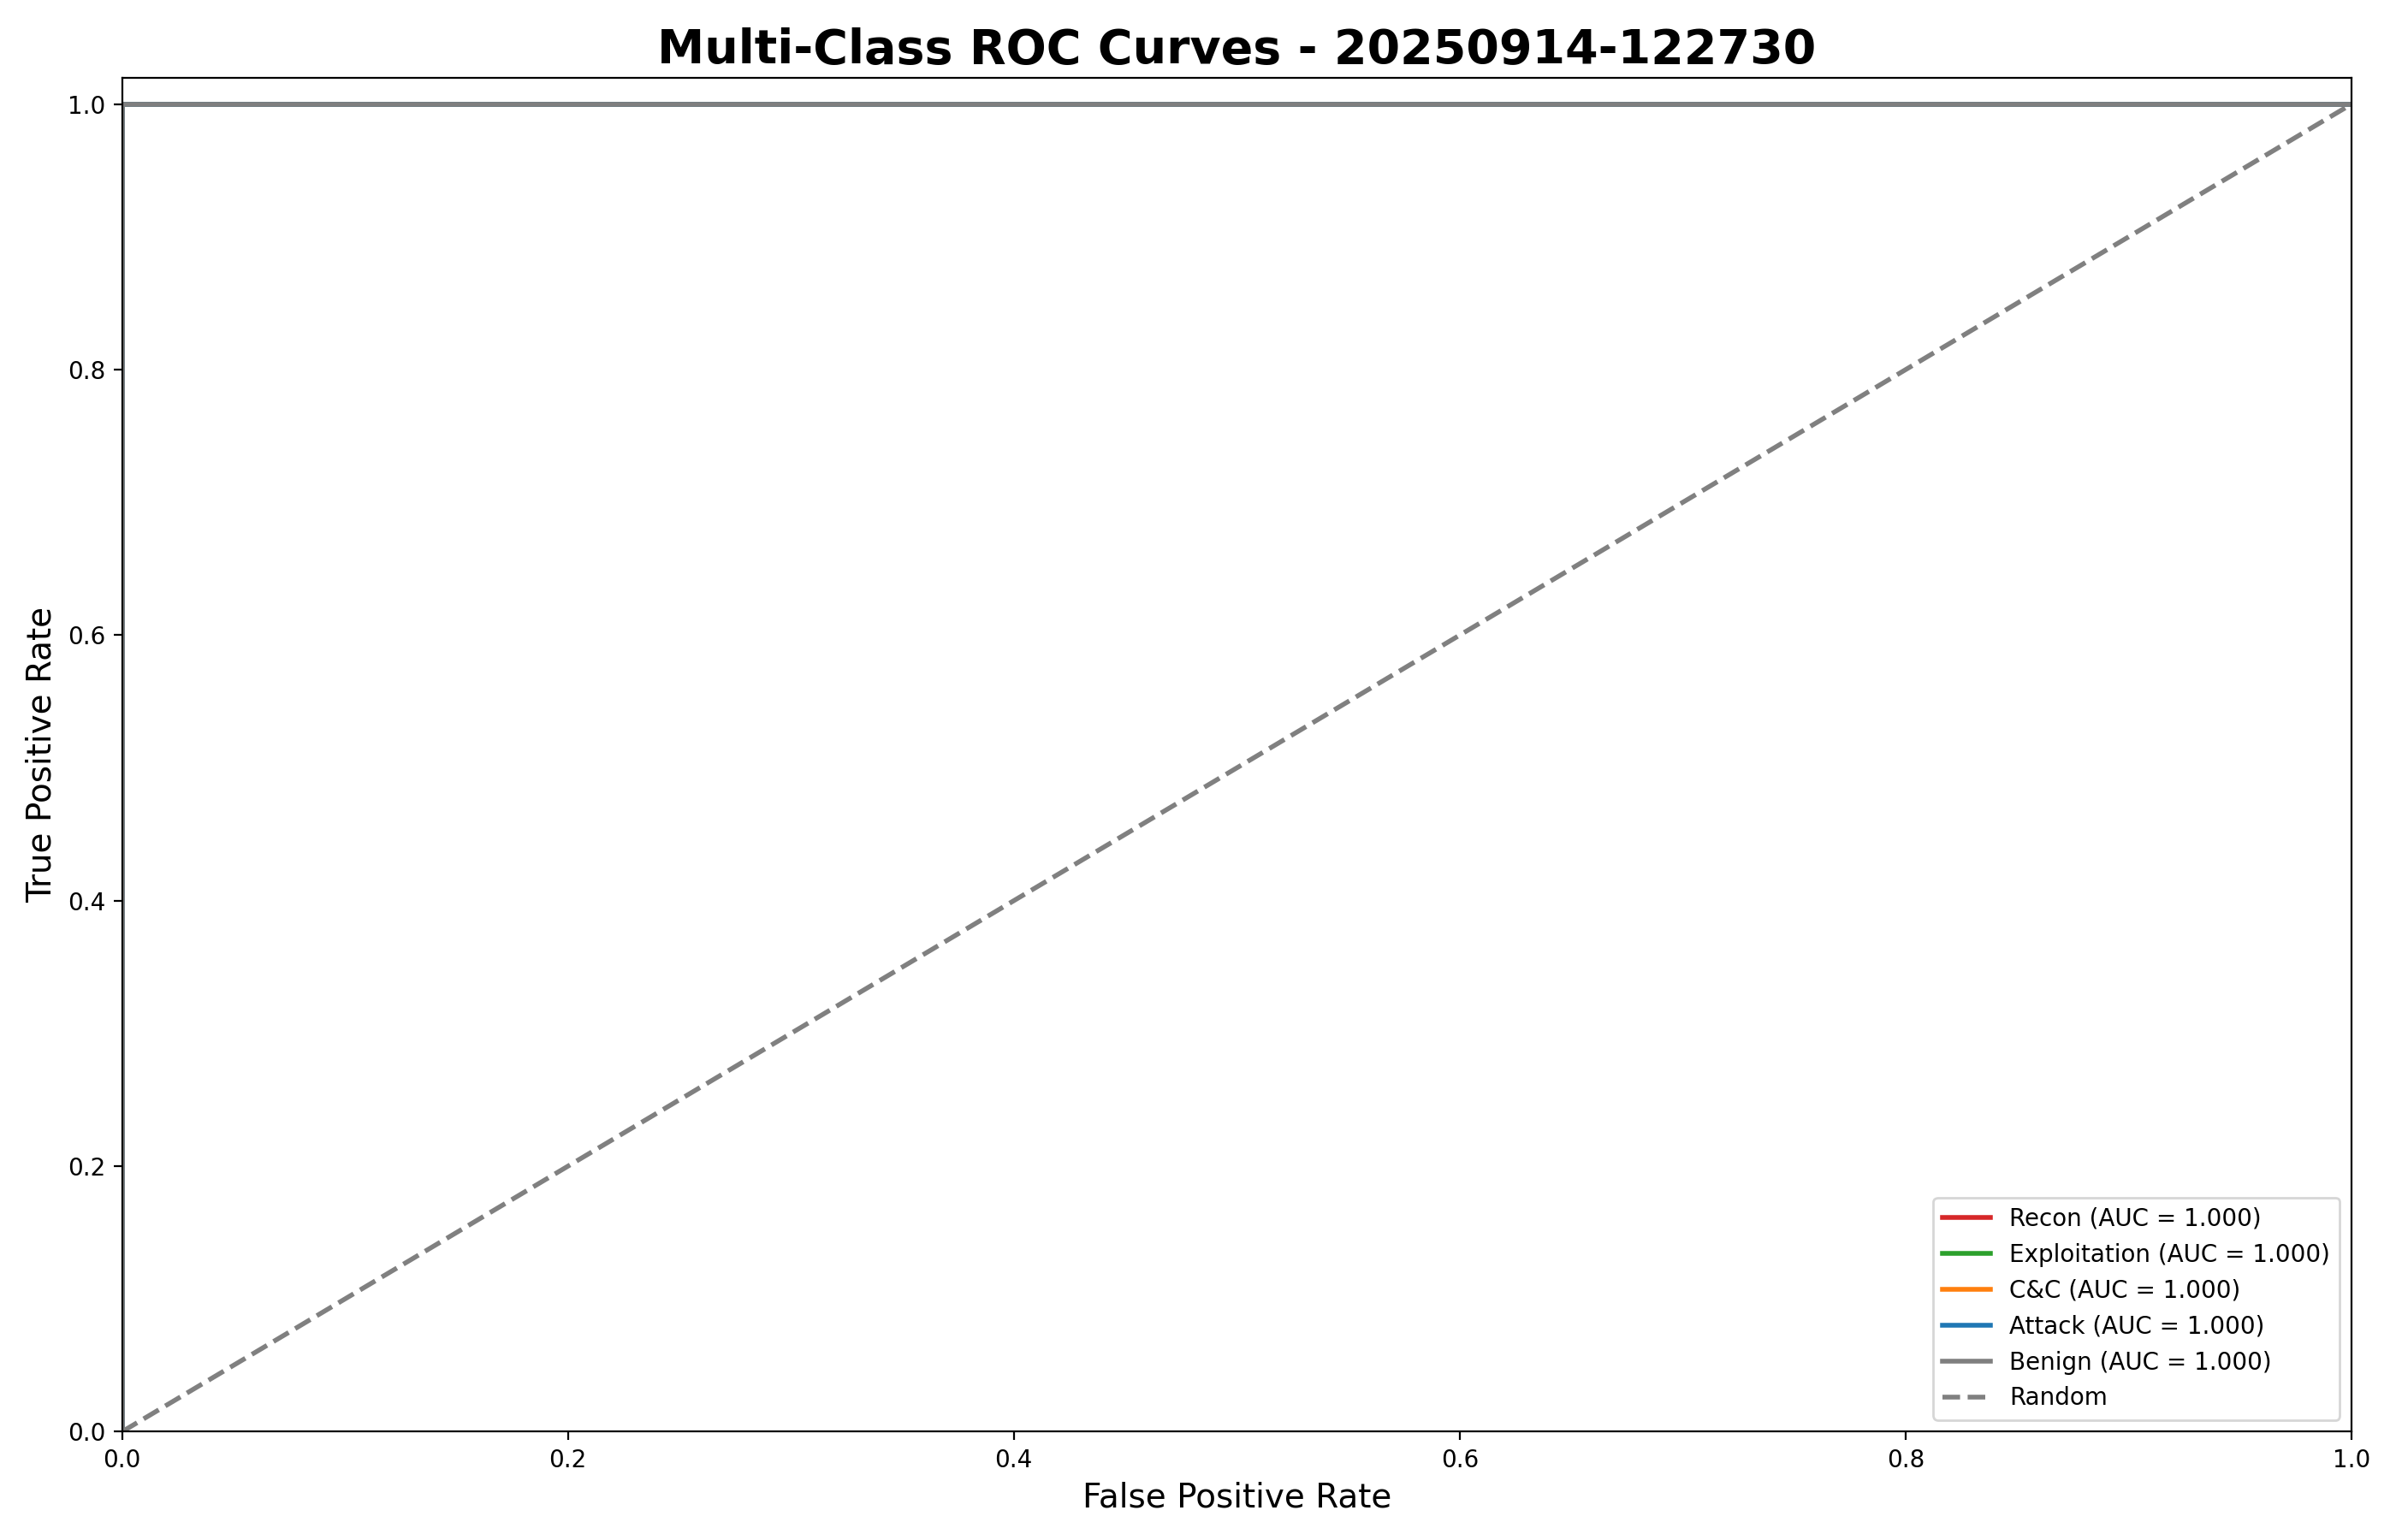 Multi-Class ROC Curves - 20250914-122730
True Positive Rate
1.0
0.8
0.6
0.4
0.2
0.0
0.0 0.2 0.4 0.6 0.8 1.0
False Positive Rate
Recon (AUC = 1.000)
Exploitation (AUC = 1.000)
C&C (AUC = 1.000)
Attack (AUC = 1.000)
Benign (AUC = 1.000)
Random